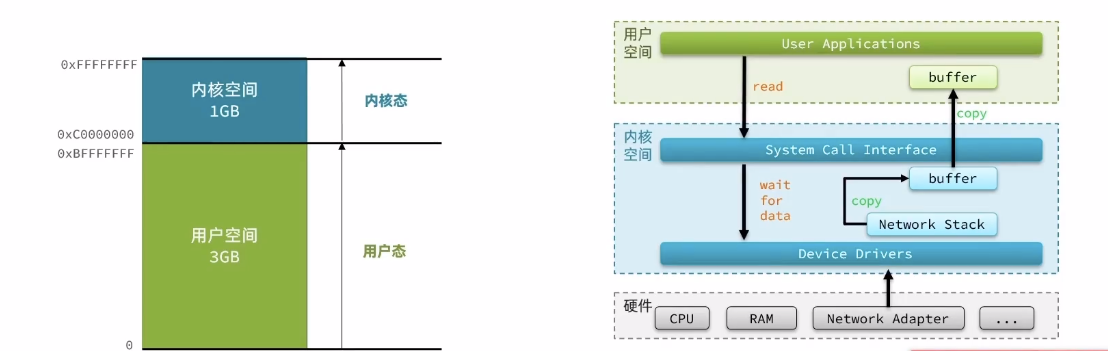 0xFFFFFFFF
内核空间
1GB
内核态
0xC0000000
0xBFFFFFFF
用户空间
3GB
用户态
0
用户
空间
User Applications
buffer
read
copy
内核
空间
System Call Interface
wait
for
data
buffer
copy
Network Stack
Device Drivers
硬件
CPU
RAM
Network Adapter
...